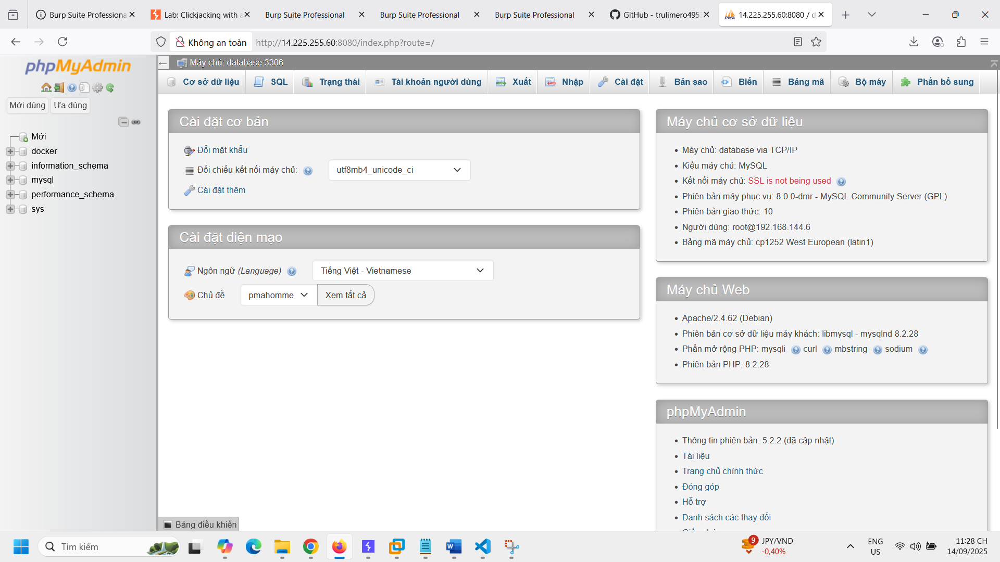 Burp Suite Professiona
Lab: Clickjacking with a
Burp Suite Professional
Burp Suite Professional
Burp Suite Professional
GitHub - trulimero495
PMA
14.225.255.60:8080 / d
Không an toàn
http://14.225.255.60:8080/index.php?route=/
phpMyAdmin
Mới dùng
Ưa dùng
Mới
docker
information_schema
mysql
performance_schema
sys
Máy chủ: database:3306
Cơ sở dữ liệu
SQL
Trạng thái
Tài khoản người dùng
Xuất
Nhập
Cài đặt
Bản sao
Biến
Bảng mã
Bộ máy
Phần bổ sung
Cài đặt cơ bản
Đổi mật khẩu
Đối chiếu kết nối máy chủ:
utf8mb4_unicode_ci
Cài đặt thêm
Cài đặt diện mạo
Ngôn ngữ (Language)
Tiếng Việt - Vietnamese
Chủ đề
pmahomme
Xem tất cả
Máy chủ cơ sở dữ liệu
Máy chủ: database via TCP/IP
Kiểu máy chủ: MySQL
Kết nối máy chủ: SSL is not being used
Phiên bản máy phục vụ: 8.0.0-dmr - MySQL Community Server (GPL)
Phiên bản giao thức: 10
Người dùng: root@192.168.144.6
Bảng mã máy chủ: cp1252 West European (latin1)
Máy chủ Web
Apache/2.4.62 (Debian)
Phiên bản cơ sở dữ liệu máy khách: libmysql - mysqlnd 8.2.28
Phần mở rộng PHP: mysqli curl mbstring sodium
Phiên bản PHP: 8.2.28
phpMyAdmin
Thông tin phiên bản: 5.2.2 (đã cập nhật)
Tài liệu
Trang chủ chính thức
Đóng góp
Hỗ trợ
Danh sách các thay đổi
Bảng điều khiển
Tìm kiếm
9
JPY/VND
-0,40%
ENG
US
11:28 CH
14/09/2025